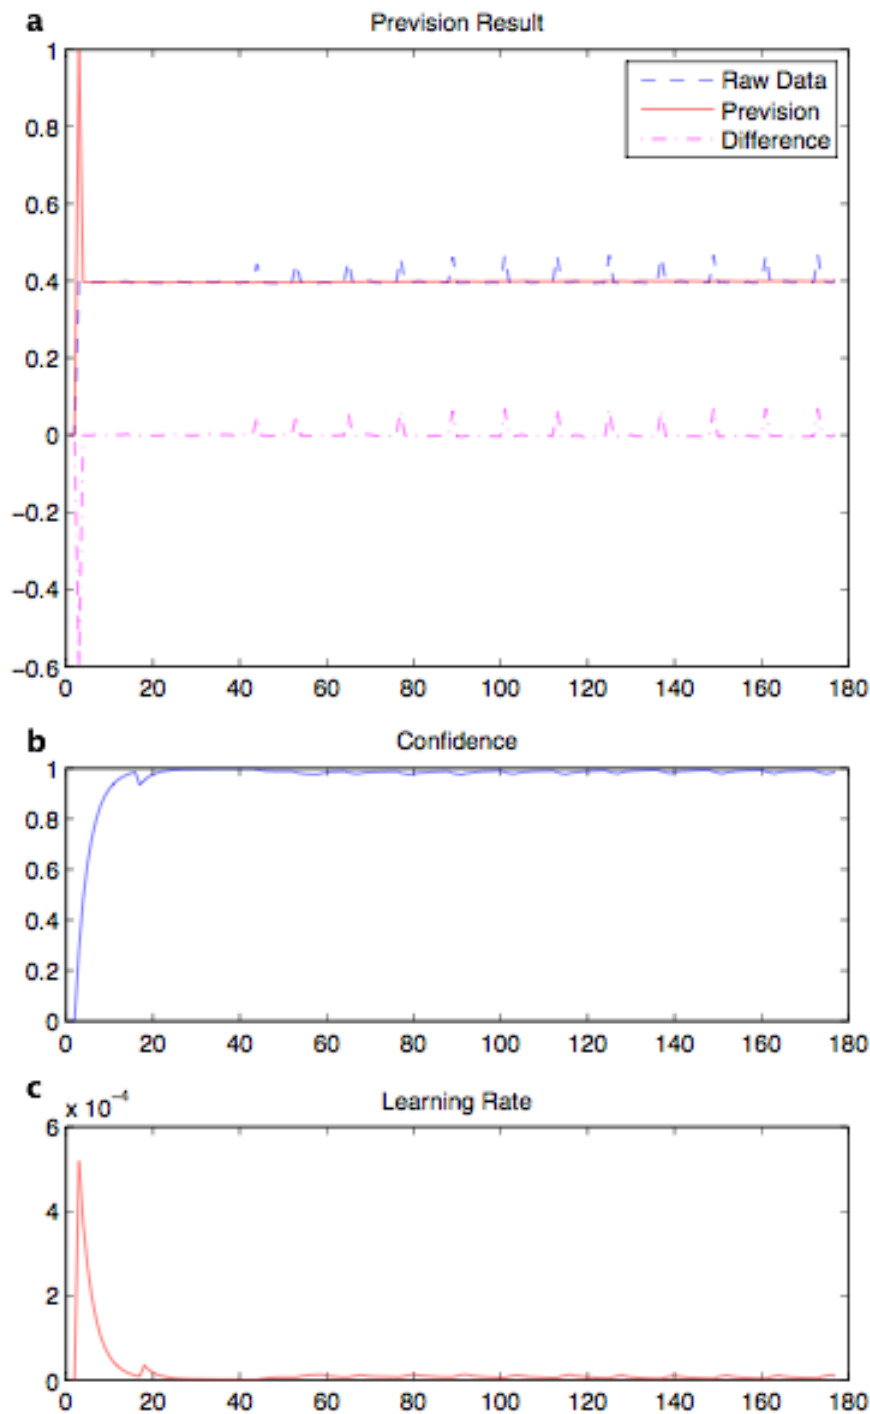 a
Prevision Result
Raw Data
Prevision
Difference
1
0.8
0.6
0.4
0.2
0
−0.2
−0.4
−0.6
0 20 40 60 80 100 120 140 160 180
b
Confidence
1
0.8
0.6
0.4
0.2
0
0 20 40 60 80 100 120 140 160 180
c
x 10⁻⁴
Learning Rate
6
4
2
0
0 20 40 60 80 100 120 140 160 180